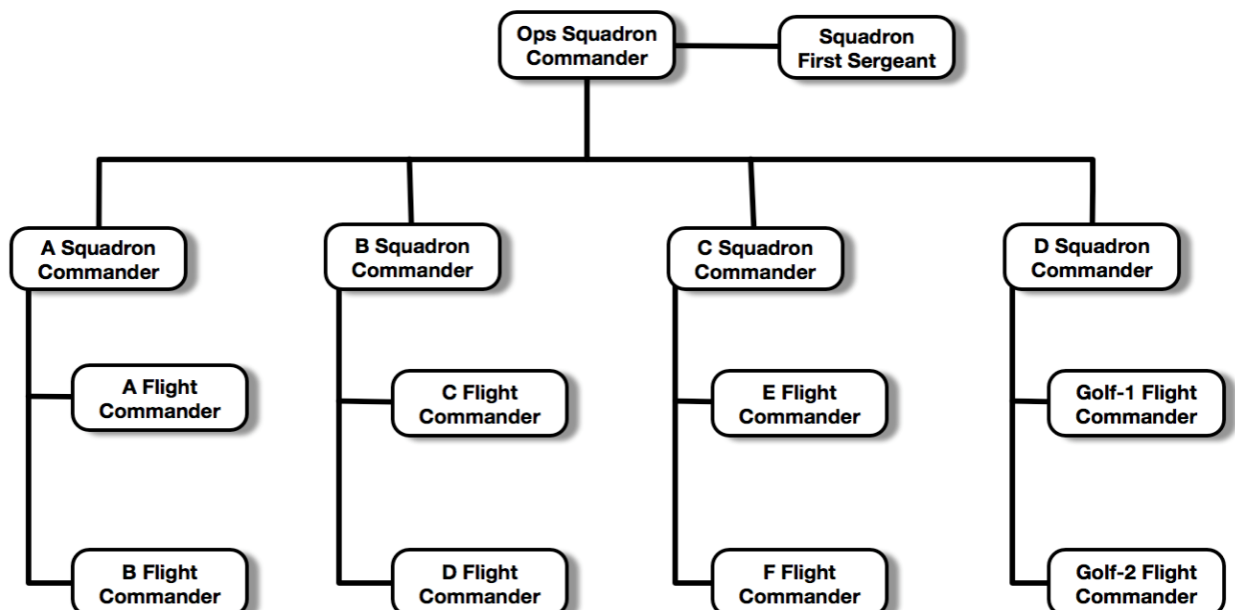 Ops Squadron
Commander
Squadron
First Sergeant
A Squadron
Commander
B Squadron
Commander
C Squadron
Commander
D Squadron
Commander
A Flight
Commander
C Flight
Commander
E Flight
Commander
Golf-1 Flight
Commander
B Flight
Commander
D Flight
Commander
F Flight
Commander
Golf-2 Flight
Commander